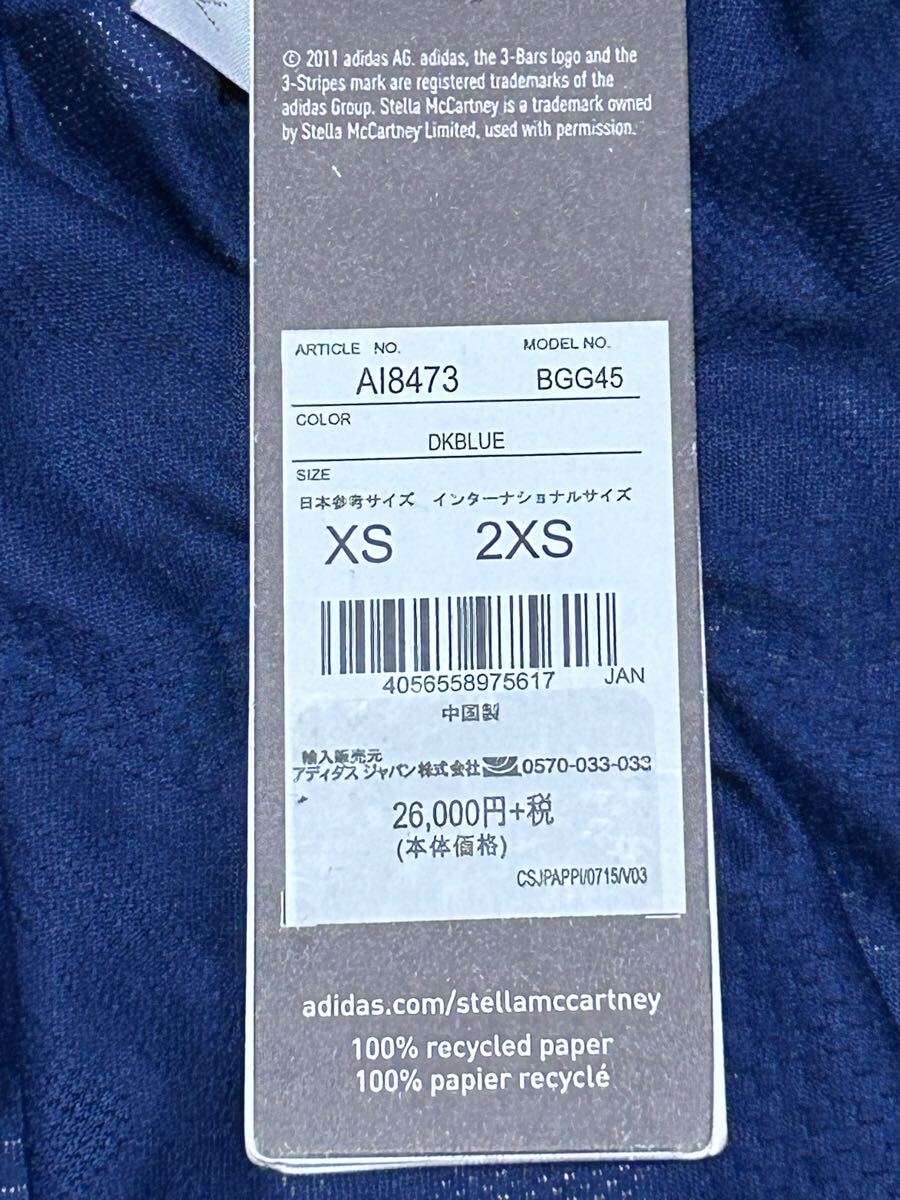 © 2011 adidas AG. adidas, the 3-Bars logo and the
3-Stripes mark are registered trademarks of the
adidas Group. Stella McCartney is a trademark owned
by Stella McCartney Limited, used with permission.
ARTICLE NO. MODEL NO.
AI8473 BGG45
COLOR
DKBLUE
SIZE
日本参考サイズ インターナショナルサイズ
XS 2XS
4056558975617 JAN
中国製
輸入販売元
アディダス ジャパン株式会社 0570-033-033
26,000円+税
(本体価格)
CSJPAPPI/0715/V03
adidas.com/stellamccartney
100% recycled paper
100% papier recyclé